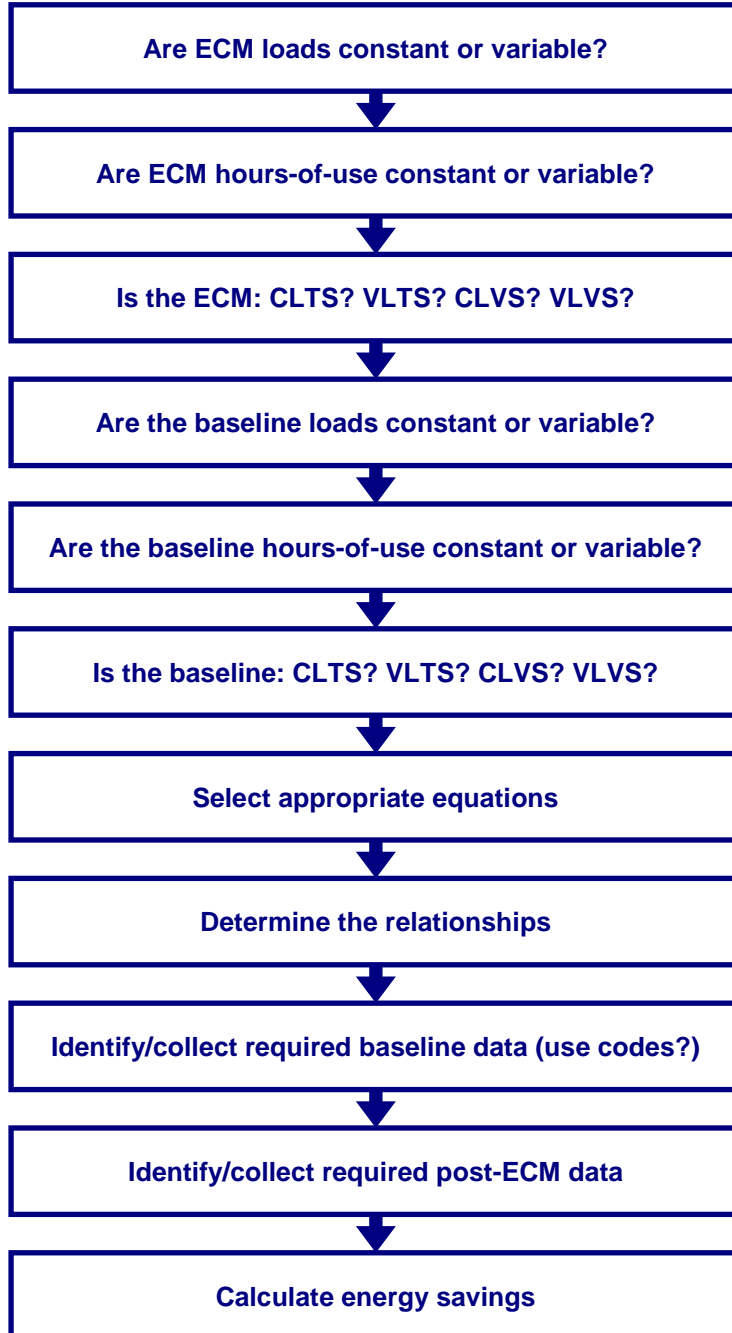 Are ECM loads constant or variable?
Are ECM hours-of-use constant or variable?
Is the ECM: CLTS? VLTS? CLVS? VLVS?
Are the baseline loads constant or variable?
Are the baseline hours-of-use constant or variable?
Is the baseline: CLTS? VLTS? CLVS? VLVS?
Select appropriate equations
Determine the relationships
Identify/collect required baseline data (use codes?)
Identify/collect required post-ECM data
Calculate energy savings